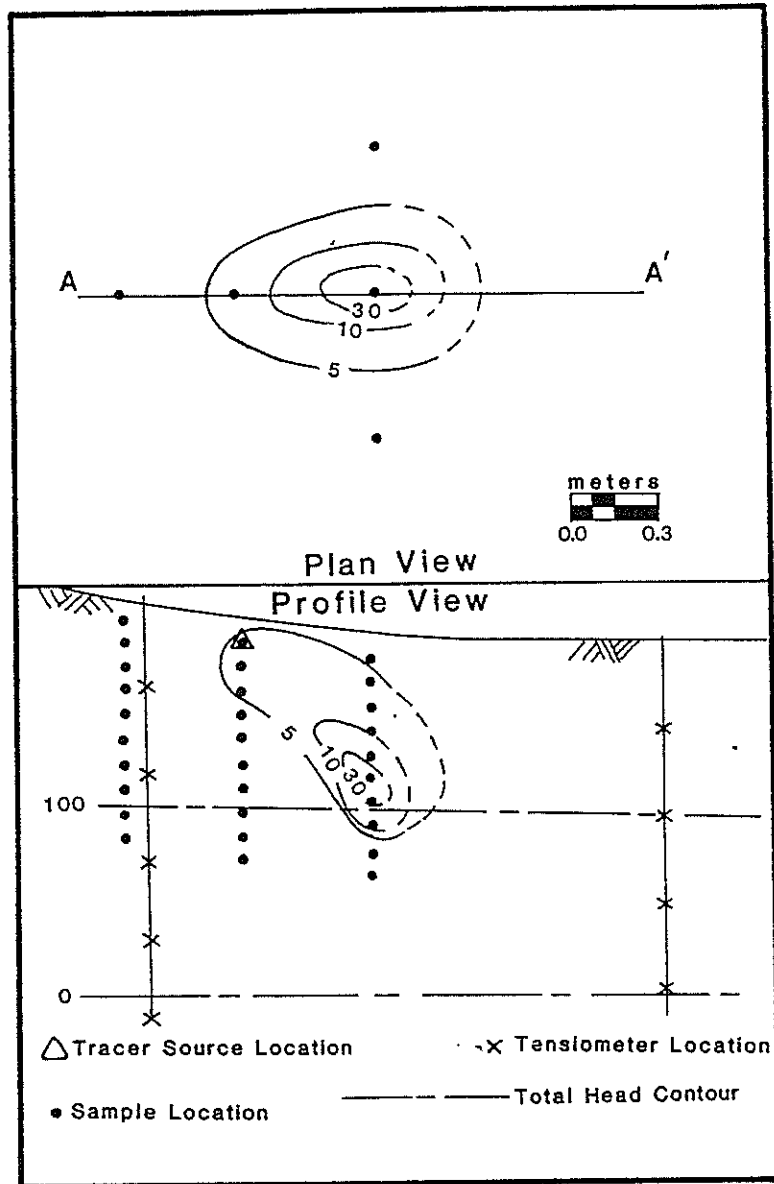 A
A'
30
10
5
meters
0.0 0.3
Plan View
Profile View
5
10
30
100
0
Tracer Source Location
Tensiometer Location
Sample Location
Total Head Contour